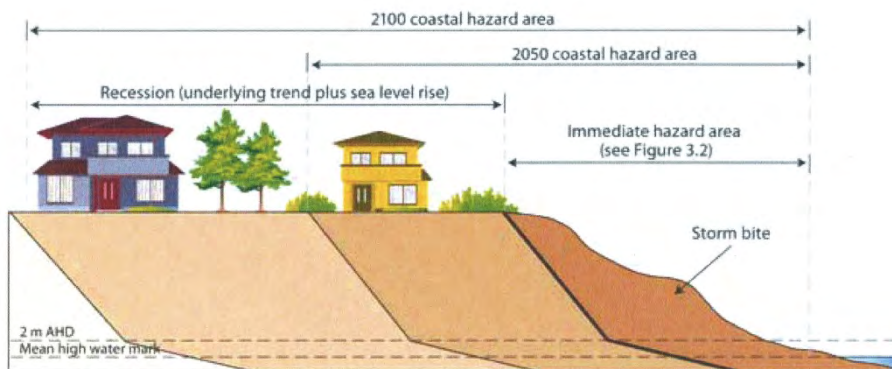 2100 coastal hazard area
2050 coastal hazard area
Recession (underlying trend plus sea level rise)
Immediate hazard area
(see Figure 3.2)
Storm bite
2 m AHD
Mean high water mark